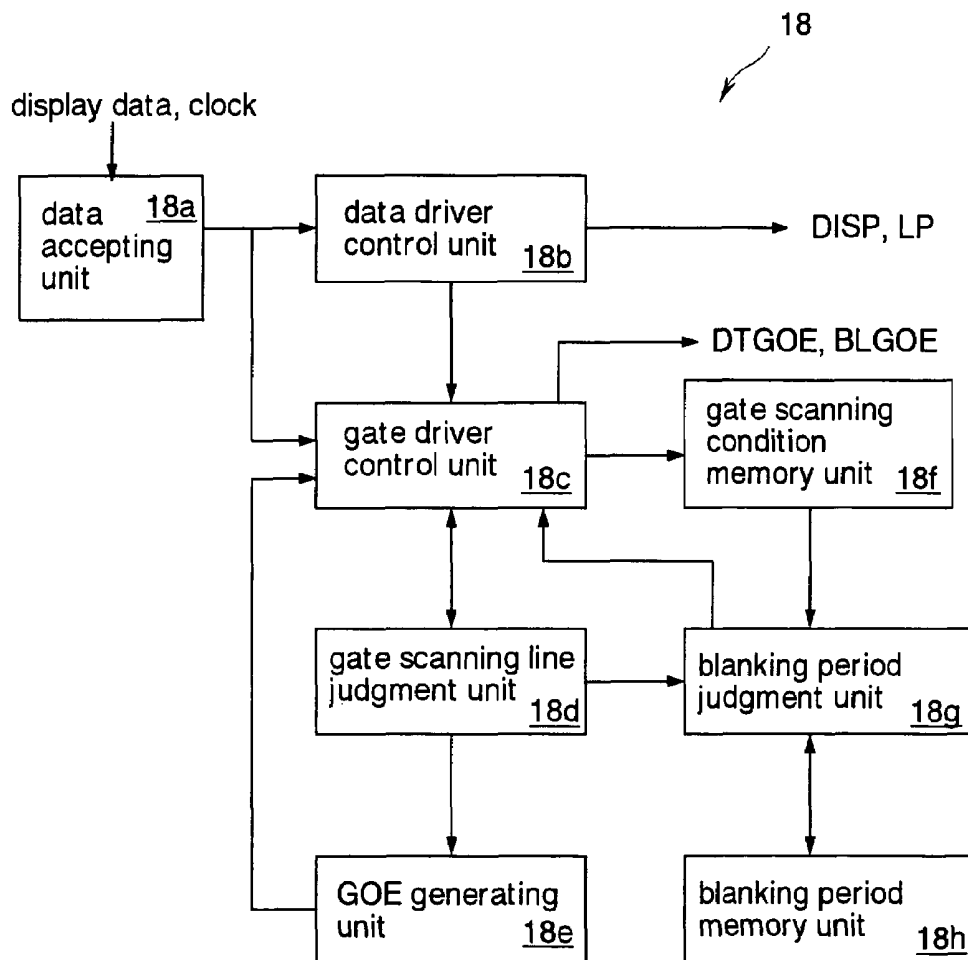 18
display data, clock
data
accepting
unit
18a
data driver
control unit
18b
DISP, LP
DTGOE, BLGOE
gate driver
control unit
18c
gate scanning
condition
memory unit
18f
gate scanning line
judgment unit
18d
blanking period
judgment unit
18g
GOE generating
unit
18e
blanking period
memory unit
18h